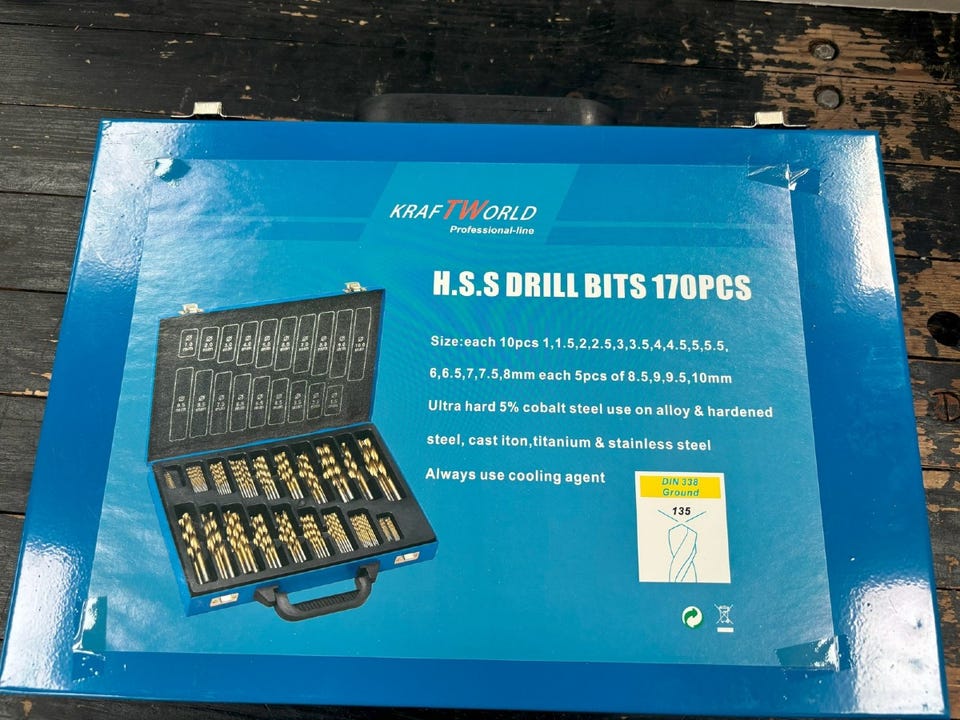 KRAFTWORLD
Professional-line
H.S.S DRILL BITS 170PCS
Size:each 10pcs 1,1.5,2,2.5,3,3.5,4,4.5,5,5.5,
6,6.5,7,7.5,8mm each 5pcs of 8.5,9,9.5,10mm
Ultra hard 5% cobalt steel use on alloy & hardened
steel, cast iton,titanium & stainless steel
Always use cooling agent
DIN 338
Ground
135